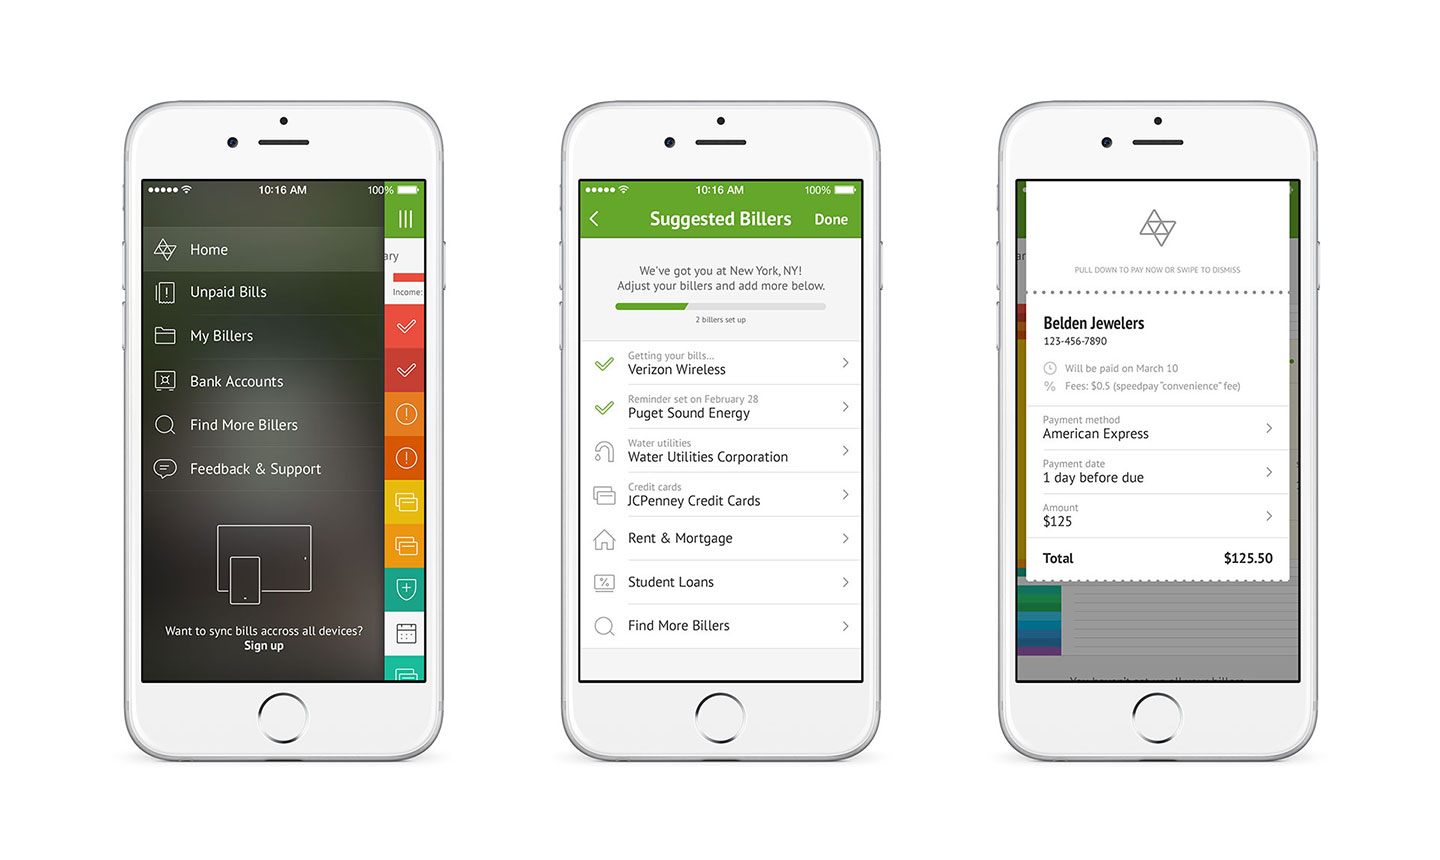 10:16 AM
100%
Home
Unpaid Bills
My Billers
Bank Accounts
Find More Billers
Feedback & Support
Want to sync bills accross all devices?
Sign up
ary
Income:
10:16 AM
100%
Suggested Billers
Done
We've got you at New York, NY!
Adjust your billers and add more below.
2 billers set up
Getting your bills...
Verizon Wireless
Reminder set on February 28
Puget Sound Energy
Water utilities
Water Utilities Corporation
Credit cards
JCPenney Credit Cards
Rent & Mortgage
Student Loans
Find More Billers
PULL DOWN TO PAY NOW OR SWIPE TO DISMISS
Belden Jewelers
123-456-7890
Will be paid on March 10
% Fees: $0.5 (speedpay "convenience" fee)
Payment method
American Express
Payment date
1 day before due
Amount
$125
Total
$125.50